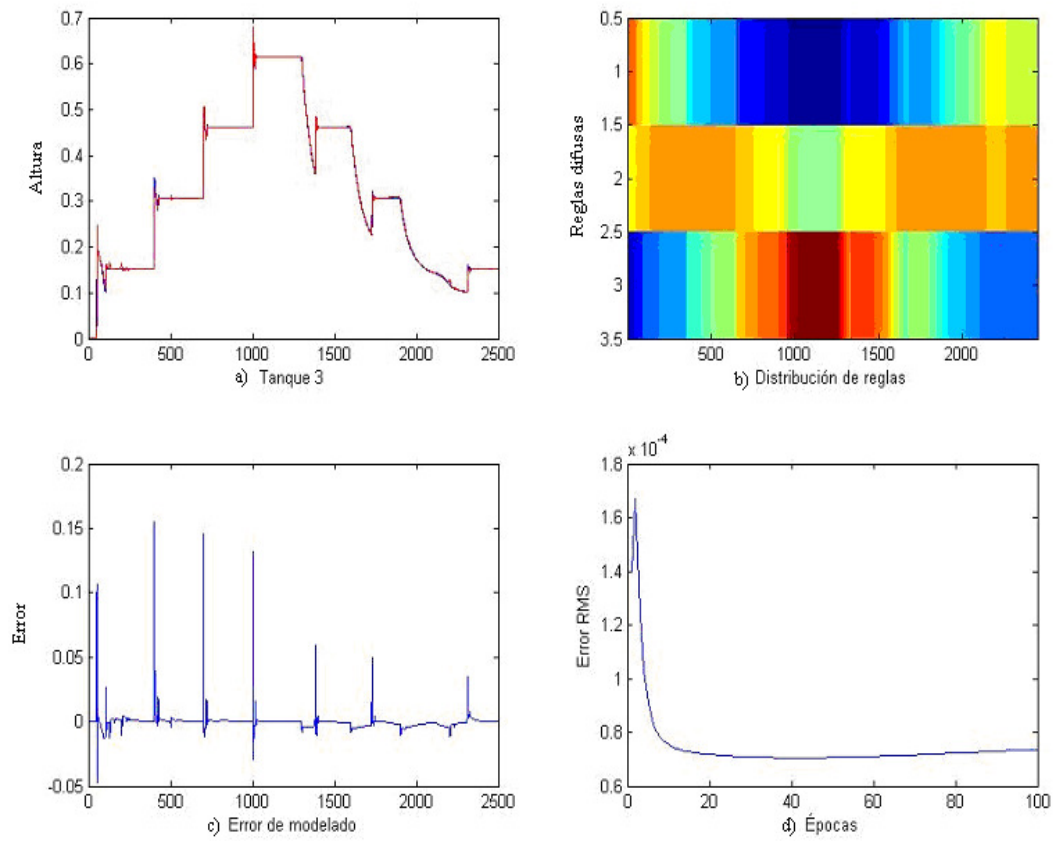 0.7
0.6
0.5
0.4
0.3
0.2
0.1
0
0 500 1000 1500 2000 2500
Altura
a) Tanque 3
0.5
1
1.5
2
2.5
3
3.5
500 1000 1500 2000
Reglas difusas
b) Distribución de reglas
0.2
0.15
0.1
0.05
0
-0.05
0 500 1000 1500 2000 2500
Error
c) Error de modelado
x 10-4
1.8
1.6
1.4
1.2
1
0.8
0.6
0 20 40 60 80 100
Error RMS
d) Épocas